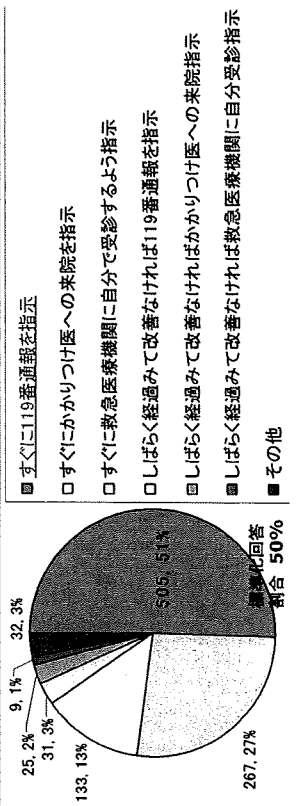 すぐに119番通報を指示
すぐにかかりつけ医への来院を指示
すぐに救急医療機関に自分で受診するよう指示
しばらく経過みて改善なければ119番通報を指示
しばらく経過みて改善なければかかりつけ医への来院指示
しばらく経過みて改善なければ救急医療機関に自分受診指示
その他
505, 51%
267, 27%
133, 13%
31, 3%
25, 2%
9, 1%
32, 3%
回答
割合 50%